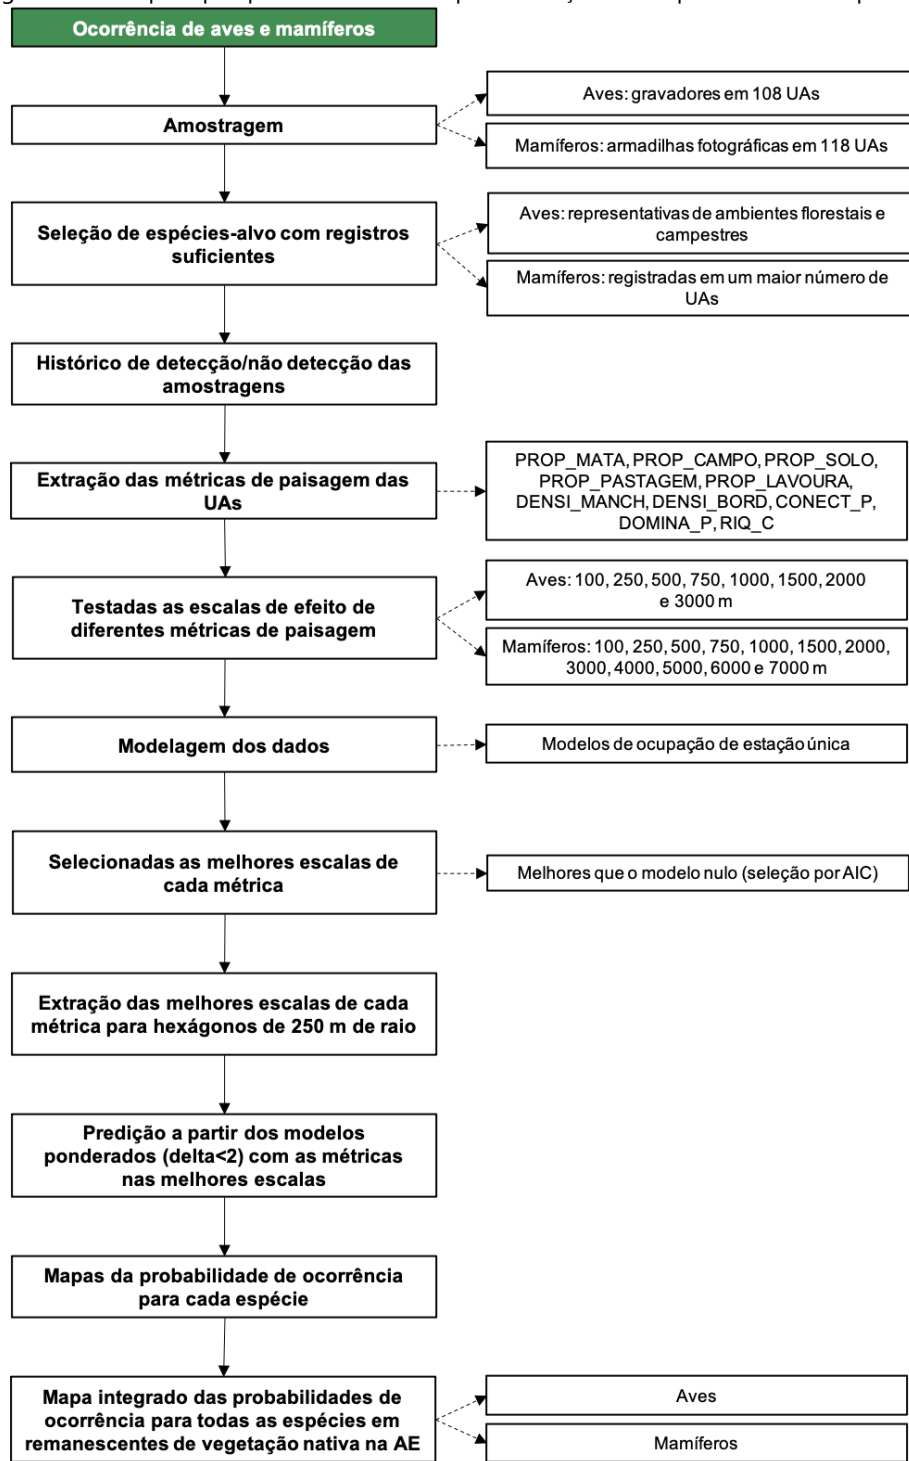 Ocorrência de aves e mamíferos
Amostragem
Aves: gravadores em 108 UAs
Mamíferos: armadilhas fotográficas em 118 UAs
Seleção de espécies-alvo com registros
suficientes
Aves: representativas de ambientes florestais e
campestres
Mamíferos: registradas em um maior número de
UAs
Histórico de detecção/não detecção das
amostragens
Extração das métricas de paisagem das
UAs
PROP_MATA, PROP_CAMPO, PROP_SOLO,
PROP_PASTAGEM, PROP_LAVOURA,
DENSI_MANCH, DENSI_BORD, CONECT_P,
DOMINA_P, RIQ_C
Testadas as escalas de efeito de
diferentes métricas de paisagem
Aves: 100, 250, 500, 750, 1000, 1500, 2000
e 3000 m
Mamíferos: 100, 250, 500, 750, 1000, 1500, 2000,
3000, 4000, 5000, 6000 e 7000 m
Modelagem dos dados
Modelos de ocupação de estação única
Selecionadas as melhores escalas de
cada métrica
Melhores que o modelo nulo (seleção por AIC)
Extração das melhores escalas de cada
métrica para hexágonos de 250 m de raio
Predição a partir dos modelos
ponderados (delta<2) com as métricas
nas melhores escalas
Mapas da probabilidade de ocorrência
para cada espécie
Mapa integrado das probabilidades de
ocorrência para todas as espécies em
remanescentes de vegetação nativa na AE
Aves
Mamíferos